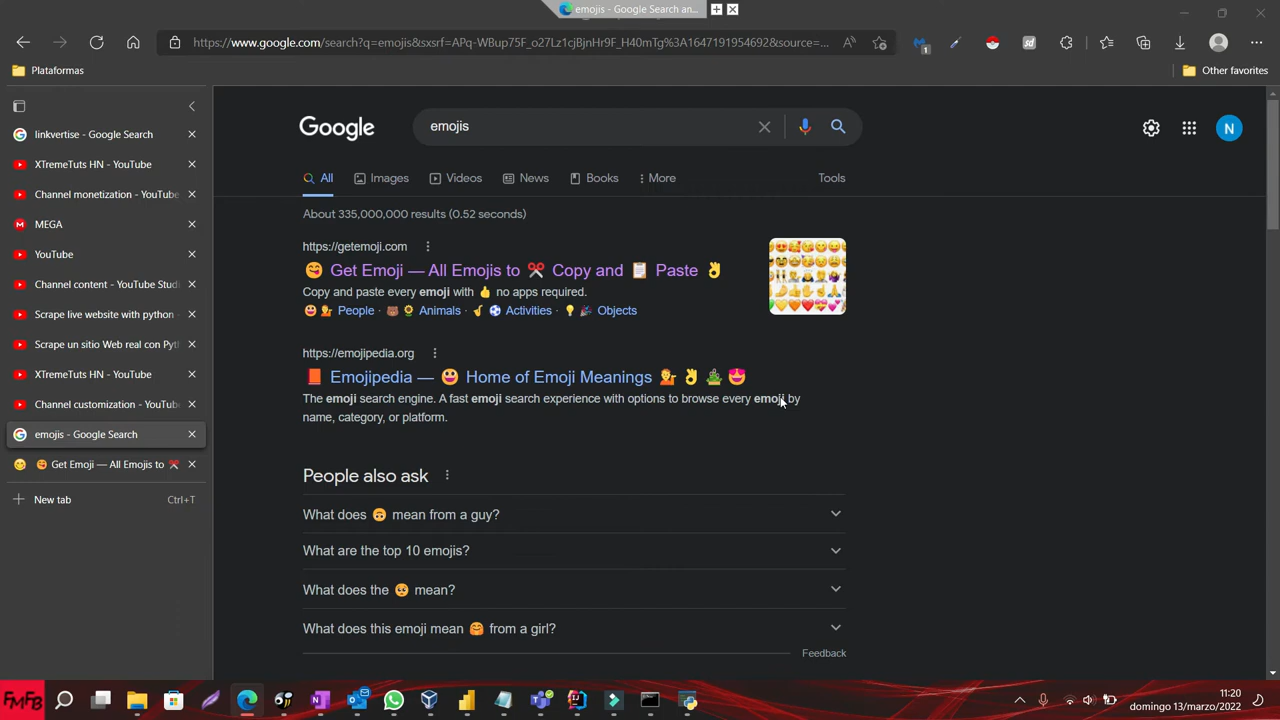 emojis - Google Search an...
https://www.google.com/search?q=emojis&sxsrf=APq-WBup75F_o27Lz1cjBjnHr9F_H40mTg%3A1647191954692&source=...
1
sd
Plataformas
Other favorites
linkvertise - Google Search
XTremeTuts HN - YouTube
Channel monetization - YouTube
MEGA
YouTube
Channel content - YouTube Studi
Scrape live website with python -
Scrape un sitio Web real con Pyt
XTremeTuts HN - YouTube
Channel customization - YouTub
emojis - Google Search
😋 Get Emoji — All Emojis to ✂️
New tab
Ctrl+T
Google
emojis
N
All
Images
Videos
News
Books
More
Tools
About 335,000,000 results (0.52 seconds)
https://getemoji.com
😋 Get Emoji — All Emojis to ✂️ Copy and 📋 Paste 👌
Copy and paste every emoji with 👍 no apps required.
😃💁 People · 🐻🌻 Animals · 🎷⚽ Activities · 💡🎉 Objects
https://emojipedia.org
📕 Emojipedia — 😃 Home of Emoji Meanings 💁👌🎍😍
The emoji search engine. A fast emoji search experience with options to browse every emoji by
name, category, or platform.
People also ask
What does 🙃 mean from a guy?
What are the top 10 emojis?
What does the 🥺 mean?
What does this emoji mean 🤗 from a girl?
Feedback
FMFB
11:20
domingo 13/marzo/2022